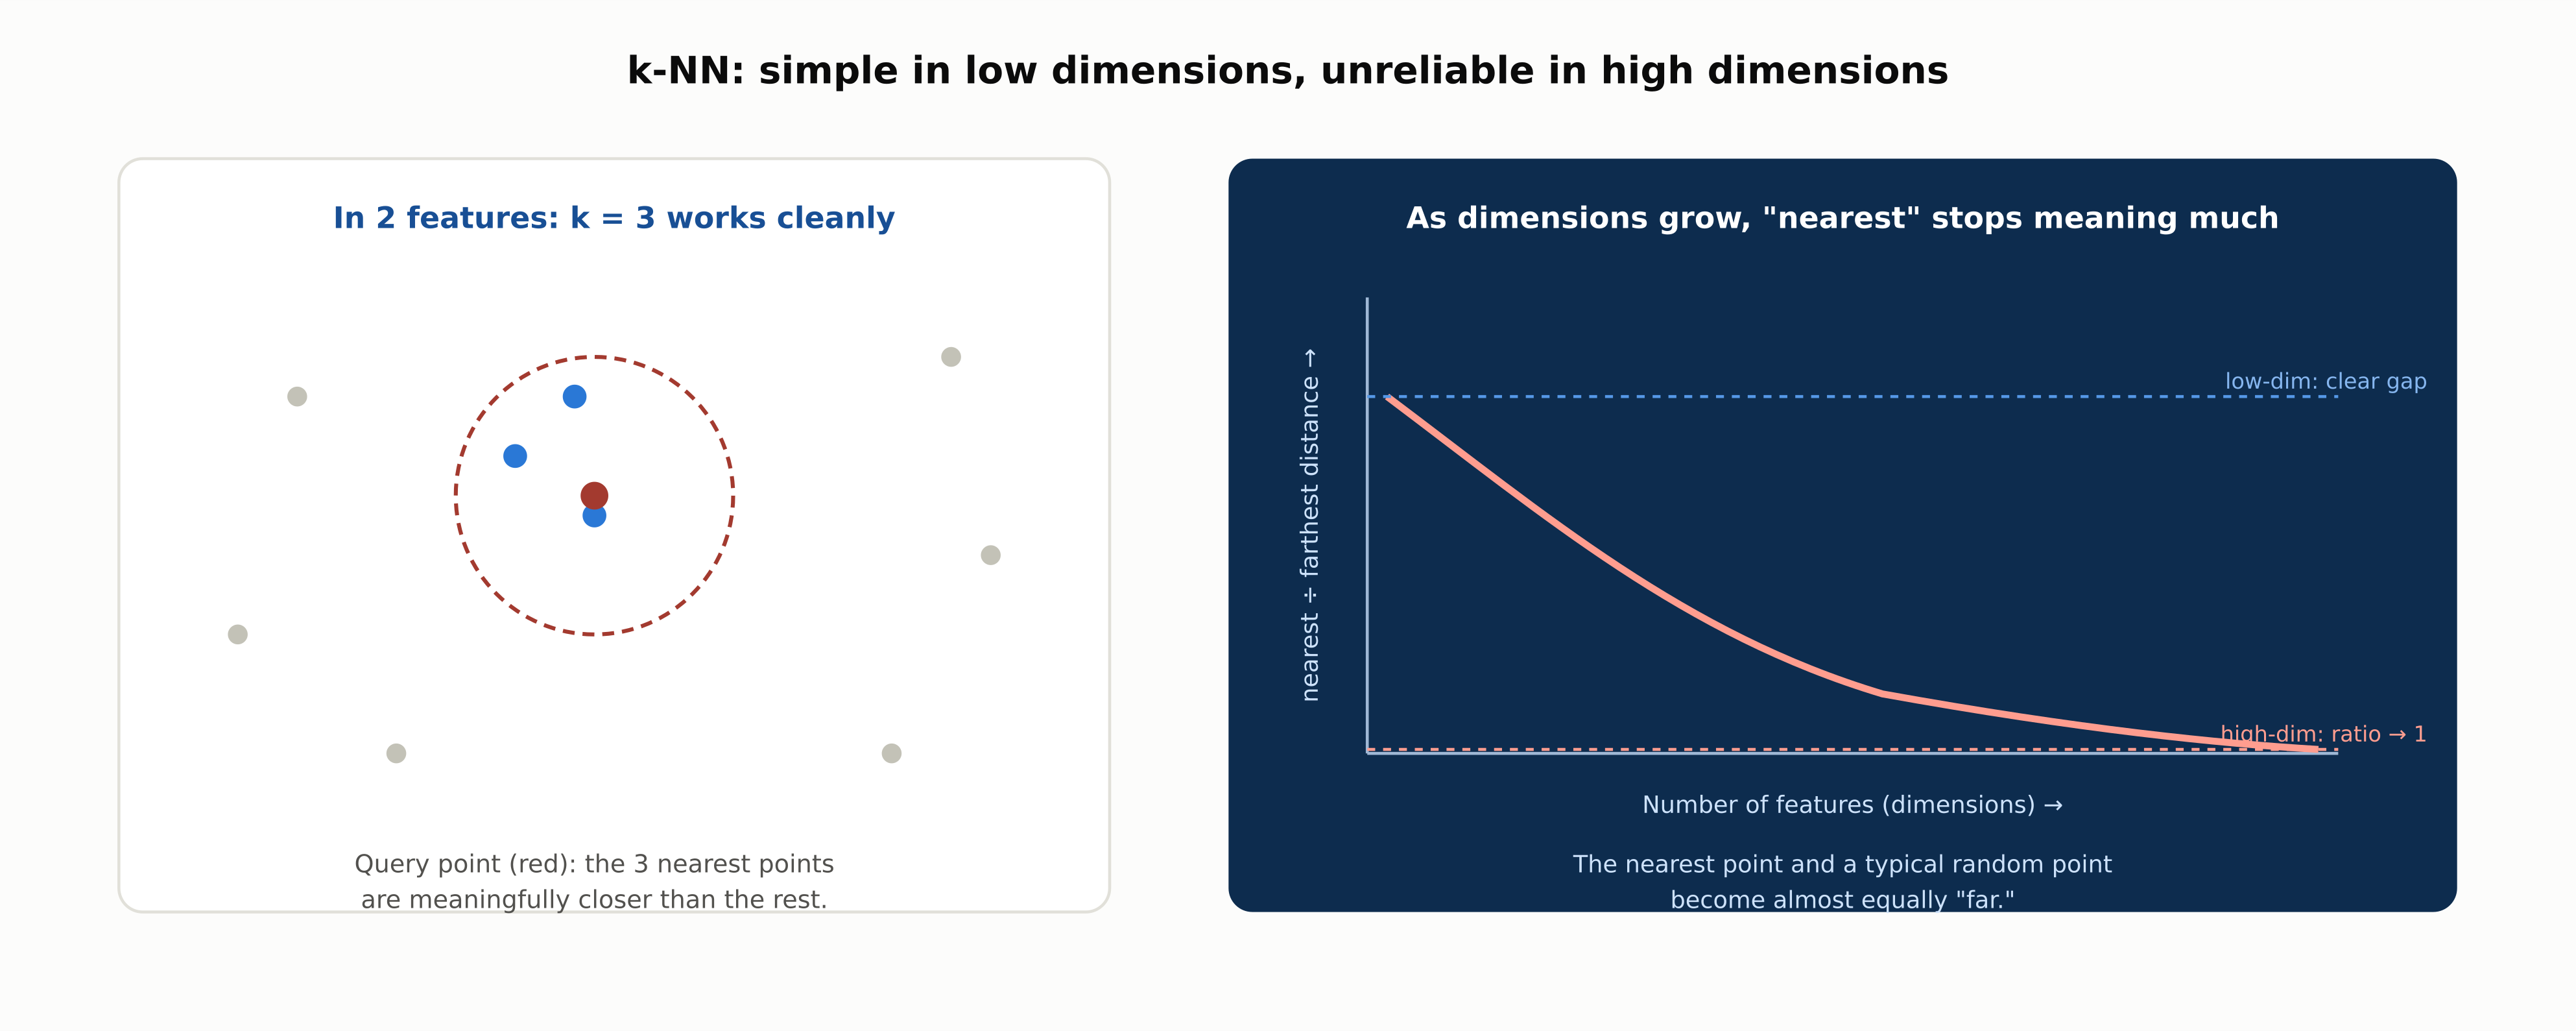 k-NN: simple in low dimensions, unreliable in high dimensions
In 2 features: k = 3 works cleanly
Query point (red): the 3 nearest points
are meaningfully closer than the rest.
As dimensions grow, "nearest" stops meaning much
nearest ÷ farthest distance →
low-dim: clear gap
high-dim: ratio → 1
Number of features (dimensions) →
The nearest point and a typical random point
become almost equally "far."